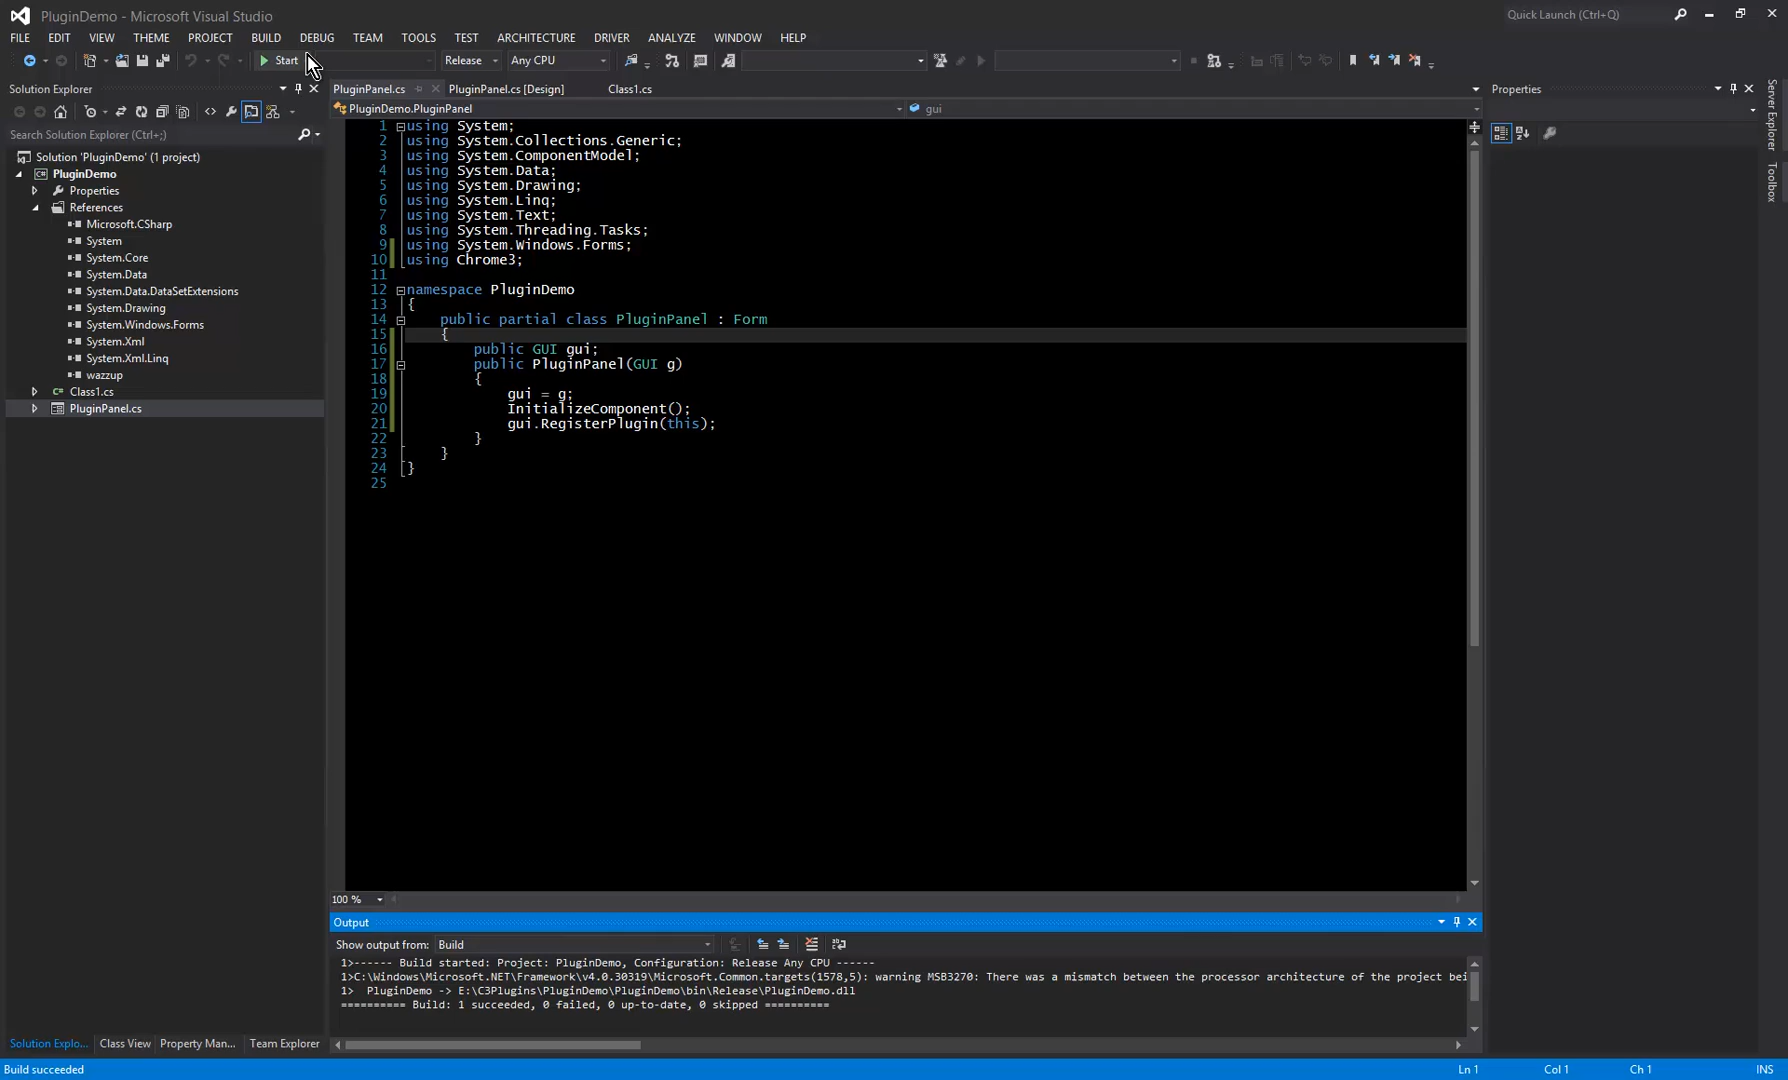 PluginDemo - Microsoft Visual Studio
Quick Launch (Ctrl+Q)
FILE EDIT VIEW THEME PROJECT BUILD DEBUG TEAM TOOLS TEST ARCHITECTURE DRIVER ANALYZE WINDOW HELP
Start Release Any CPU
Solution Explorer
Search Solution Explorer (Ctrl+;)
Solution 'PluginDemo' (1 project)
PluginDemo
Properties
References
Microsoft.CSharp
System
System.Core
System.Data
System.Data.DataSetExtensions
System.Drawing
System.Windows.Forms
System.Xml
System.Xml.Linq
wazzup
Class1.cs
PluginPanel.cs
Solution Explo... Class View Property Man... Team Explorer
PluginPanel.cs PluginPanel.cs [Design] Class1.cs
PluginDemo.PluginPanel gui
1 using System;
2 using System.Collections.Generic;
3 using System.ComponentModel;
4 using System.Data;
5 using System.Drawing;
6 using System.Linq;
7 using System.Text;
8 using System.Threading.Tasks;
9 using System.Windows.Forms;
10 using Chrome3;
11
12 namespace PluginDemo
13 {
14 public partial class PluginPanel : Form
15 {
16 public GUI gui;
17 public PluginPanel(GUI g)
18 {
19 gui = g;
20 InitializeComponent();
21 gui.RegisterPlugin(this);
22 }
23 }
24 }
25
100 %
Output
Show output from: Build
1>------ Build started: Project: PluginDemo, Configuration: Release Any CPU ------
1>C:\Windows\Microsoft.NET\Framework\v4.0.30319\Microsoft.Common.targets(1578,5): warning MSB3270: There was a mismatch between the processor architecture of the project bei
1> PluginDemo -> E:\C3Plugins\PluginDemo\PluginDemo\bin\Release\PluginDemo.dll
========== Build: 1 succeeded, 0 failed, 0 up-to-date, 0 skipped ==========
Properties
Server Explorer
Toolbox
Build succeeded Ln 1 Col 1 Ch 1 INS